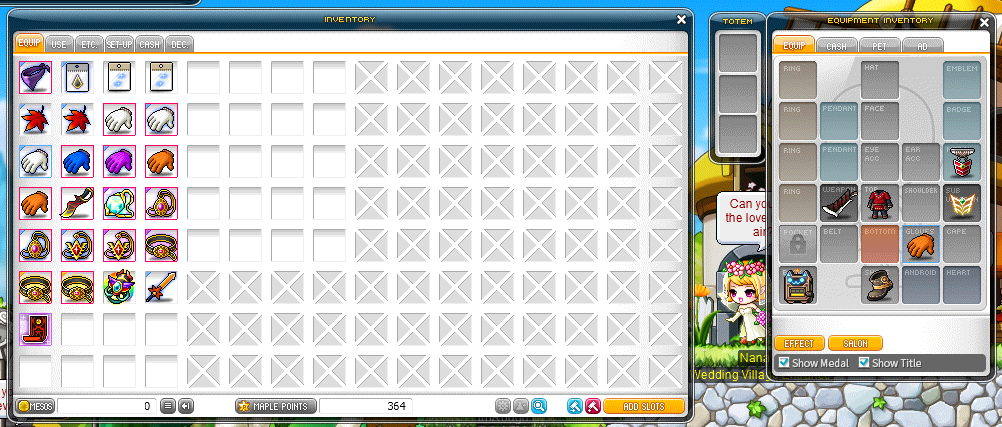 INVENTORY
EQUIP USE ETC. SET-UP CASH DEC.
MESOS 0
MAPLE POINTS 364
ADD SLOTS
TOTEM
Can you
the love
air
Nana
Wedding Villag
EQUIPMENT INVENTORY
EQUIP CASH PET AD
RING HAT EMBLEM
RING PENDANT FACE BADGE
RING PENDANT EYE ACC EAR ACC
RING WEAPON TOP SHOULDER SUB
POCKET BELT BOTTOM GLOVES CAPE
ANDROID HEART
EFFECT SALON
Show Medal Show Title